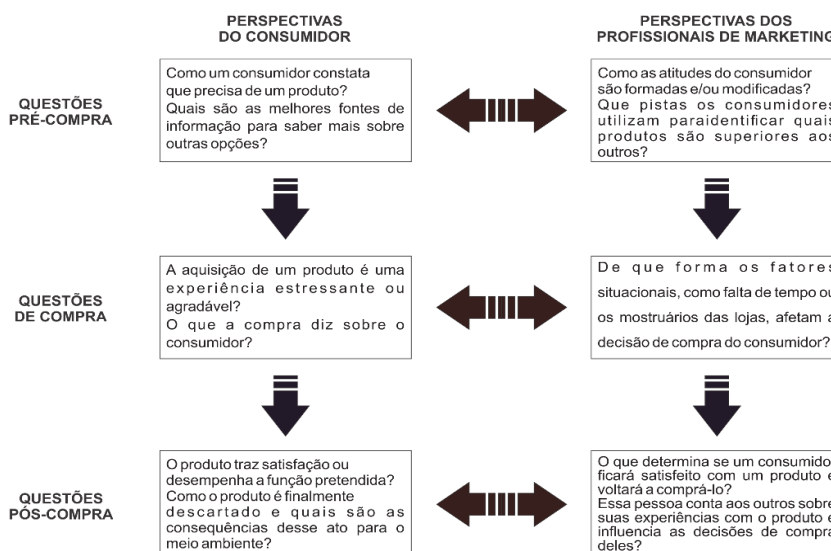 PERSPECTIVAS
DO CONSUMIDOR
PERSPECTIVAS DOS
PROFISSIONAIS DE MARKETING
QUESTÕES
PRÉ-COMPRA
Como um consumidor constata
que precisa de um produto?
Quais são as melhores fontes de
informação para saber mais sobre
outras opções?
Como as atitudes do consumidor
são formadas e/ou modificadas?
Que pistas os consumidores
utilizam paraidentificar quais
produtos são superiores aos
outros?
QUESTÕES
DE COMPRA
A aquisição de um produto é uma
experiência estressante ou
agradável?
O que a compra diz sobre o
consumidor?
De que forma os fatores
situacionais, como falta de tempo ou
os mostruários das lojas, afetam a
decisão de compra do consumidor?
QUESTÕES
PÓS-COMPRA
O produto traz satisfação ou
desempenha a função pretendida?
Como o produto é finalmente
descartado e quais são as
consequências desse ato para o
meio ambiente?
O que determina se um consumidor
ficará satisfeito com um produto e
voltará a comprá-lo?
Essa pessoa conta aos outros sobre
suas experiências com o produto e
influencia as decisões de compra
deles?